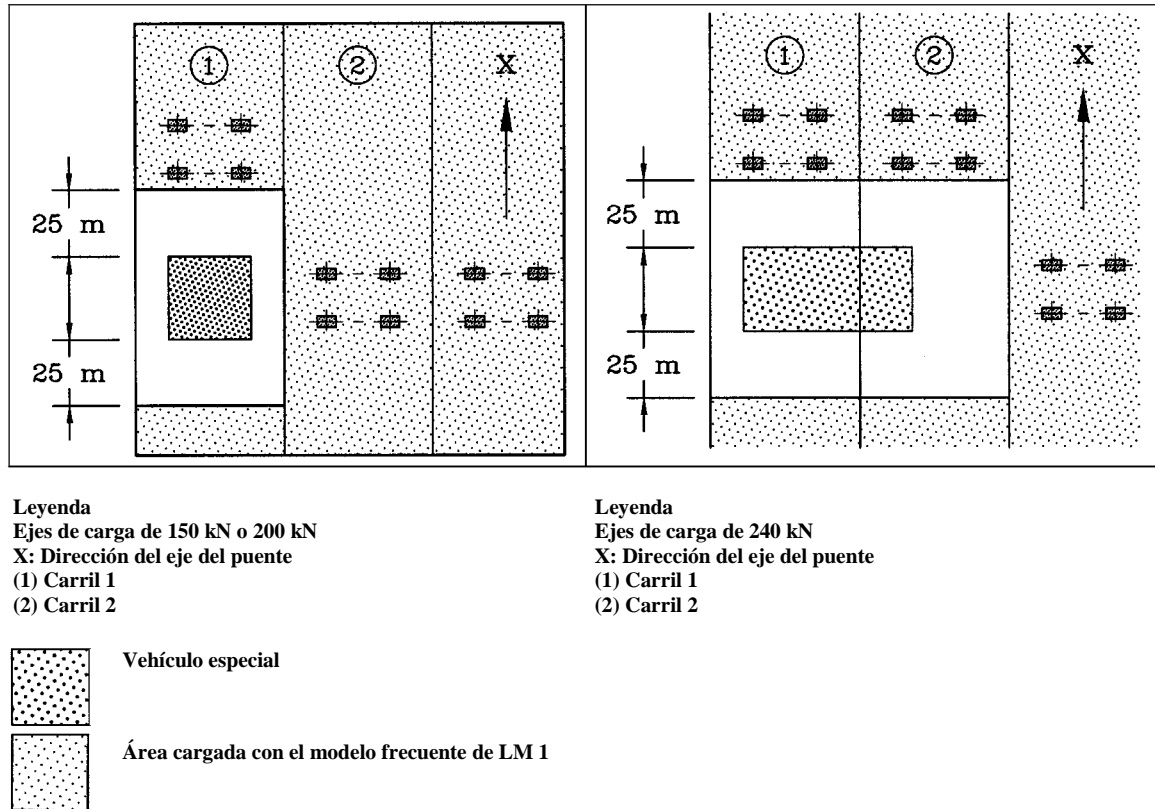 1
2
X
25 m
25 m
1
2
X
25 m
25 m
Leyenda
Ejes de carga de 150 kN o 200 kN
X: Dirección del eje del puente
(1) Carril 1
(2) Carril 2
Leyenda
Ejes de carga de 240 kN
X: Dirección del eje del puente
(1) Carril 1
(2) Carril 2
Vehículo especial
Área cargada con el modelo frecuente de LM 1